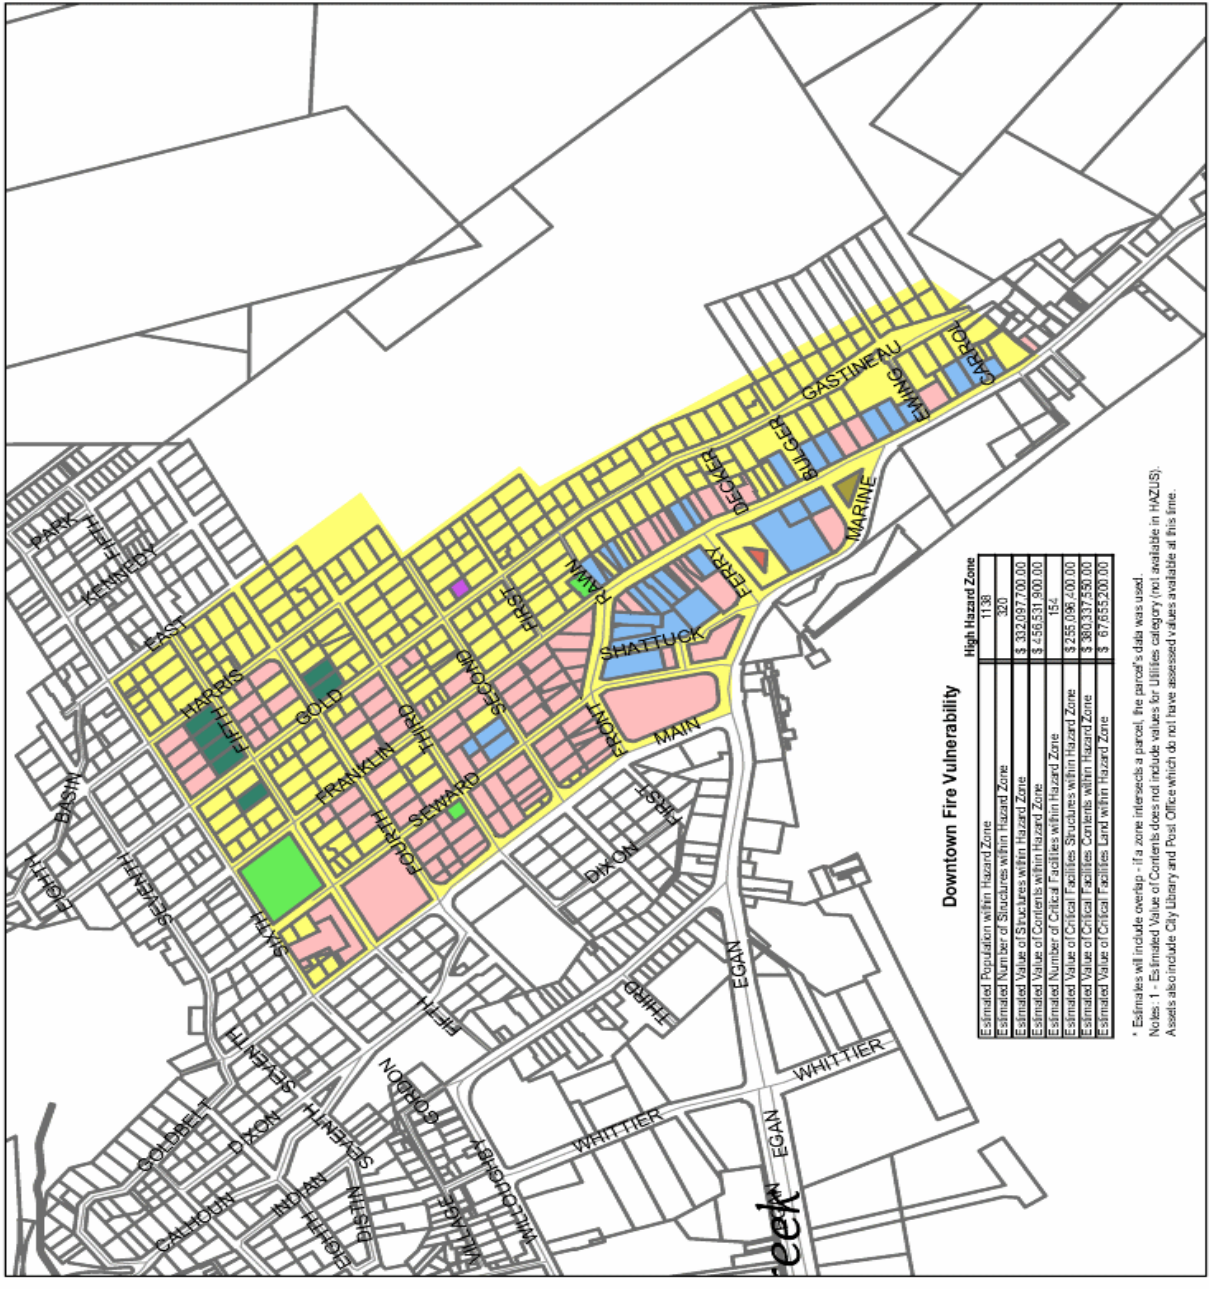 PARK
FIFTH
KENNEDY
EAST
HARRIS
FIFTH
GOLD
BASIN
EIGHTH
EIGHTH
SEVENTH
SIXTH
FRANKLIN
THIRD
SECOND
FIRST
RAWN
FOURTH
SEWARD
FRONT
MAIN
SHATTUCK
FERRY
DECKER
BULGER
GASTINEAU
EWING
CARROL
MARINE
FIRST
DIXON
EGAN
THIRD
FIFTH
SEVENTH
GORDON
GOLDBELT
DIXON
SEVENTH
CALHOUN
INDIAN
EIGHTH
DISTIN
VILLAGE
WILLOUGHBY
WHITTIER
WHITTIER
EGAN
reek
Downtown Fire Vulnerability
High Hazard Zone
Estimated Population within Hazard Zone 1138
Estimated Number of Structures within Hazard Zone 320
Estimated Value of Structures within Hazard Zone $ 332,097,700.00
Estimated Value of Contents within Hazard Zone $ 456,531,900.00
Estimated Number of Critical Facilities within Hazard Zone 154
Estimated Value of Critical Facilities Structures within Hazard Zone $ 255,096,400.00
Estimated Value of Critical Facilities Contents within Hazard Zone $ 380,337,550.00
Estimated Value of Critical Facilities Land within Hazard Zone $ 67,655,200.00
* Estimates will include overlap - if a zone intersects a parcel, the parcel's data was used.
Notes: 1 - Estimated Value of Contents does not include values for Utilities category (not available in HAZUS).
Assets also include City Library and Post Office which do not have assessed values available at this time.